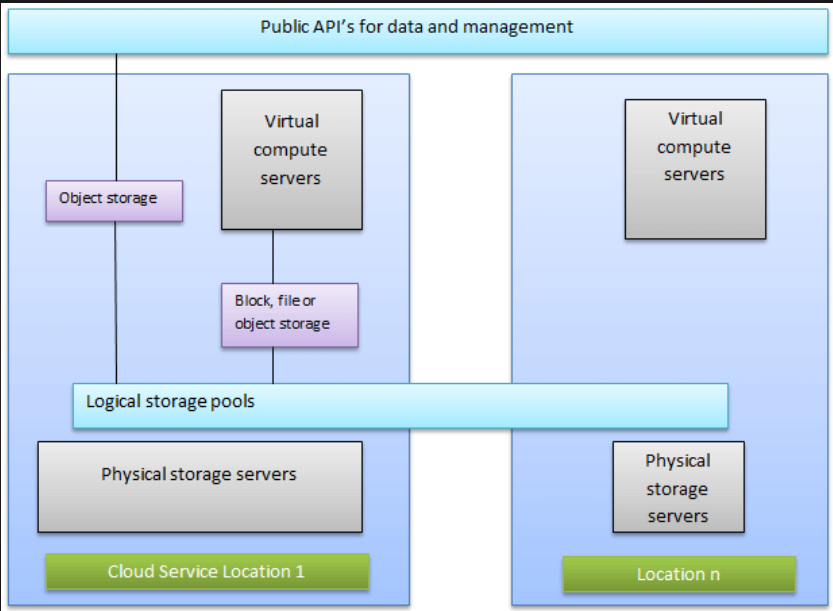 Public API's for data and management
Virtual
compute
servers
Object storage
Block, file or
object storage
Virtual
compute
servers
Logical storage pools
Physical storage servers
Physical
storage
servers
Cloud Service Location 1
Location n